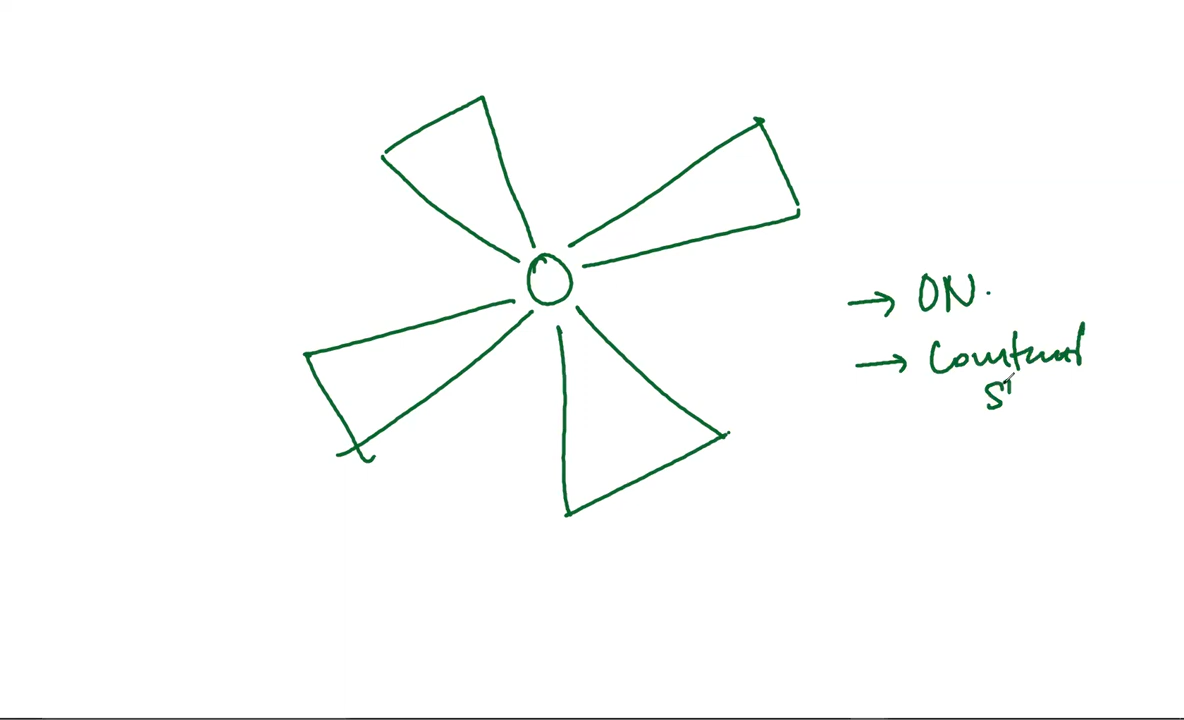 → ON.
→ Constant
S